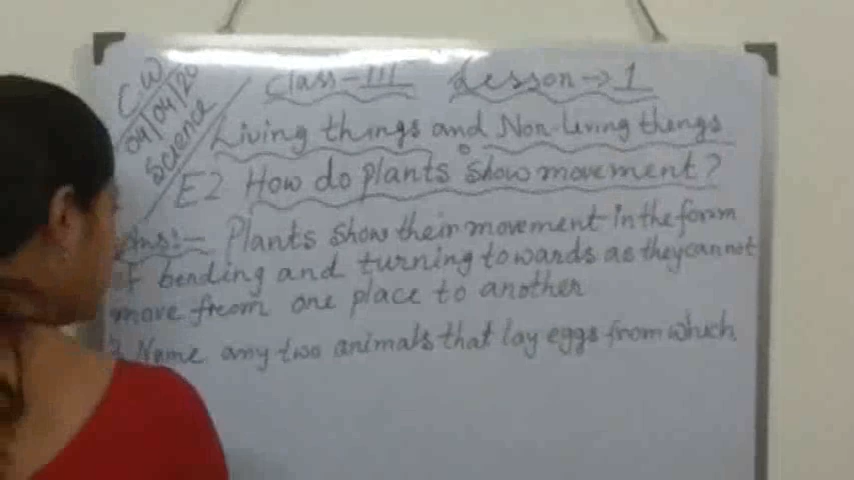 CW
04/04/20
Science
Class-III Lesson → 1
Living things and Non-Living things
E2 How do plants show movement?
Ans:- Plants show their movement in the form
of bending and turning towards as they cannot
move from one place to another
Name any two animals that lay eggs from which